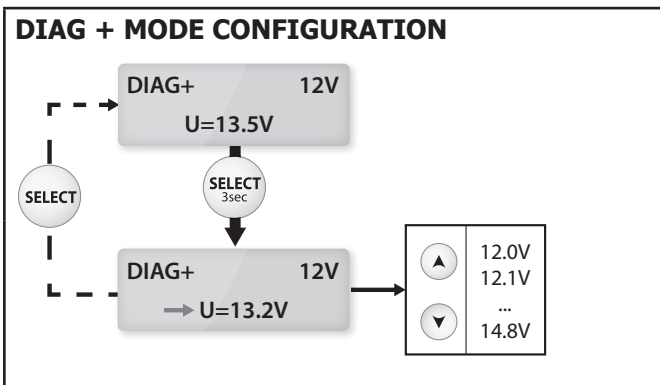 DIAG + MODE CONFIGURATION
DIAG+ 12V
U=13.5V
SELECT
SELECT
3sec
DIAG+ 12V
U=13.2V
12.0V
12.1V
...
14.8V